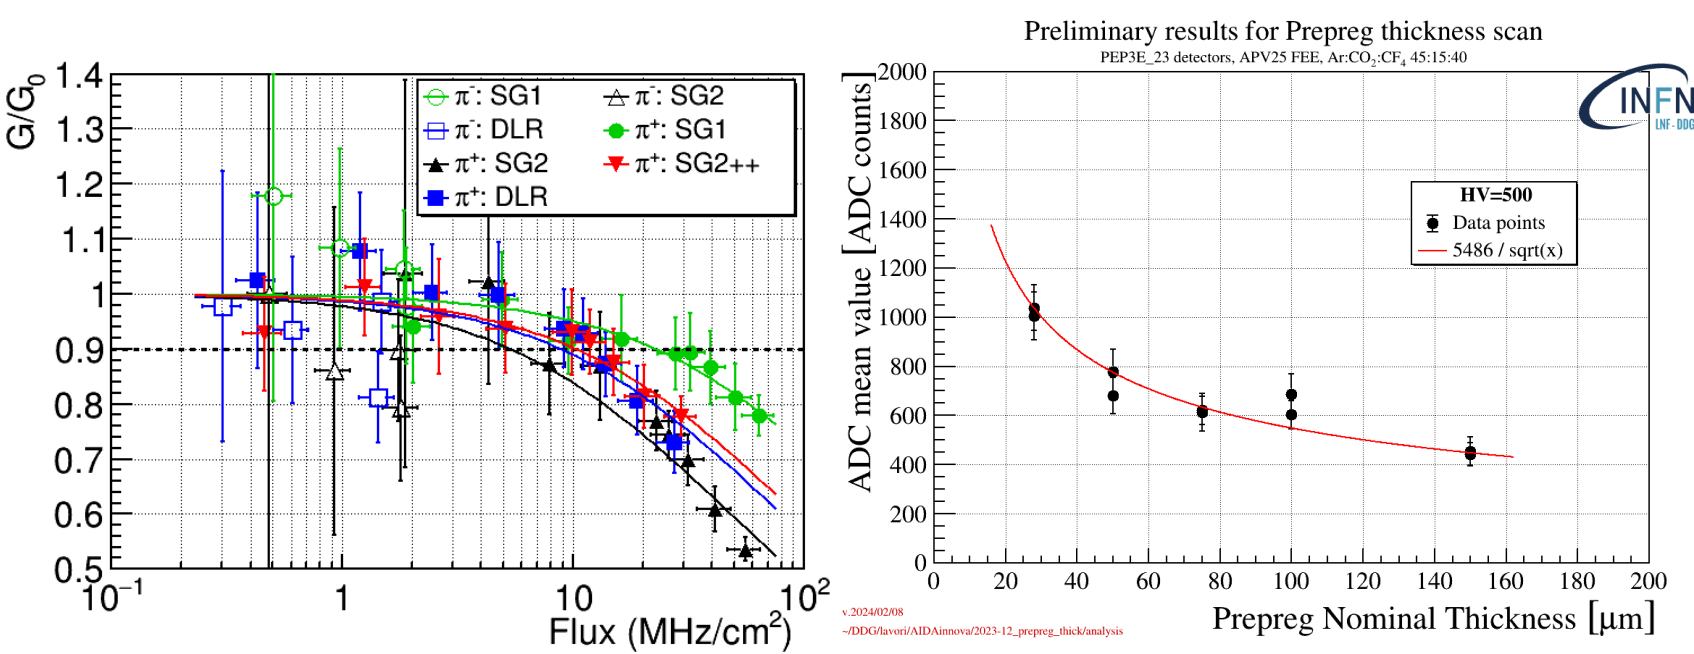 G/G₀
1.4
1.3
1.2
1.1
1
0.9
0.8
0.7
0.6
0.5
π⁻: SG1
π⁻: SG2
π⁻: DLR
π⁺: SG1
π⁺: SG2
π⁺: SG2++
π⁺: DLR
10⁻¹
1
10
10²
Flux (MHz/cm²)
Preliminary results for Prepreg thickness scan
PEP3E_23 detectors, APV25 FEE, Ar:CO₂:CF₄ 45:15:40
ADC mean value [ADC counts]
2000
1800
1600
1400
1200
1000
800
600
400
200
0
INFN
LNF - DDG
HV=500
Data points
5486 / sqrt(x)
0 20 40 60 80 100 120 140 160 180 200
Prepreg Nominal Thickness [μm]
v.2024/02/08
~/DDG/lavori/AIDAinnova/2023-12_prepreg_thick/analysis